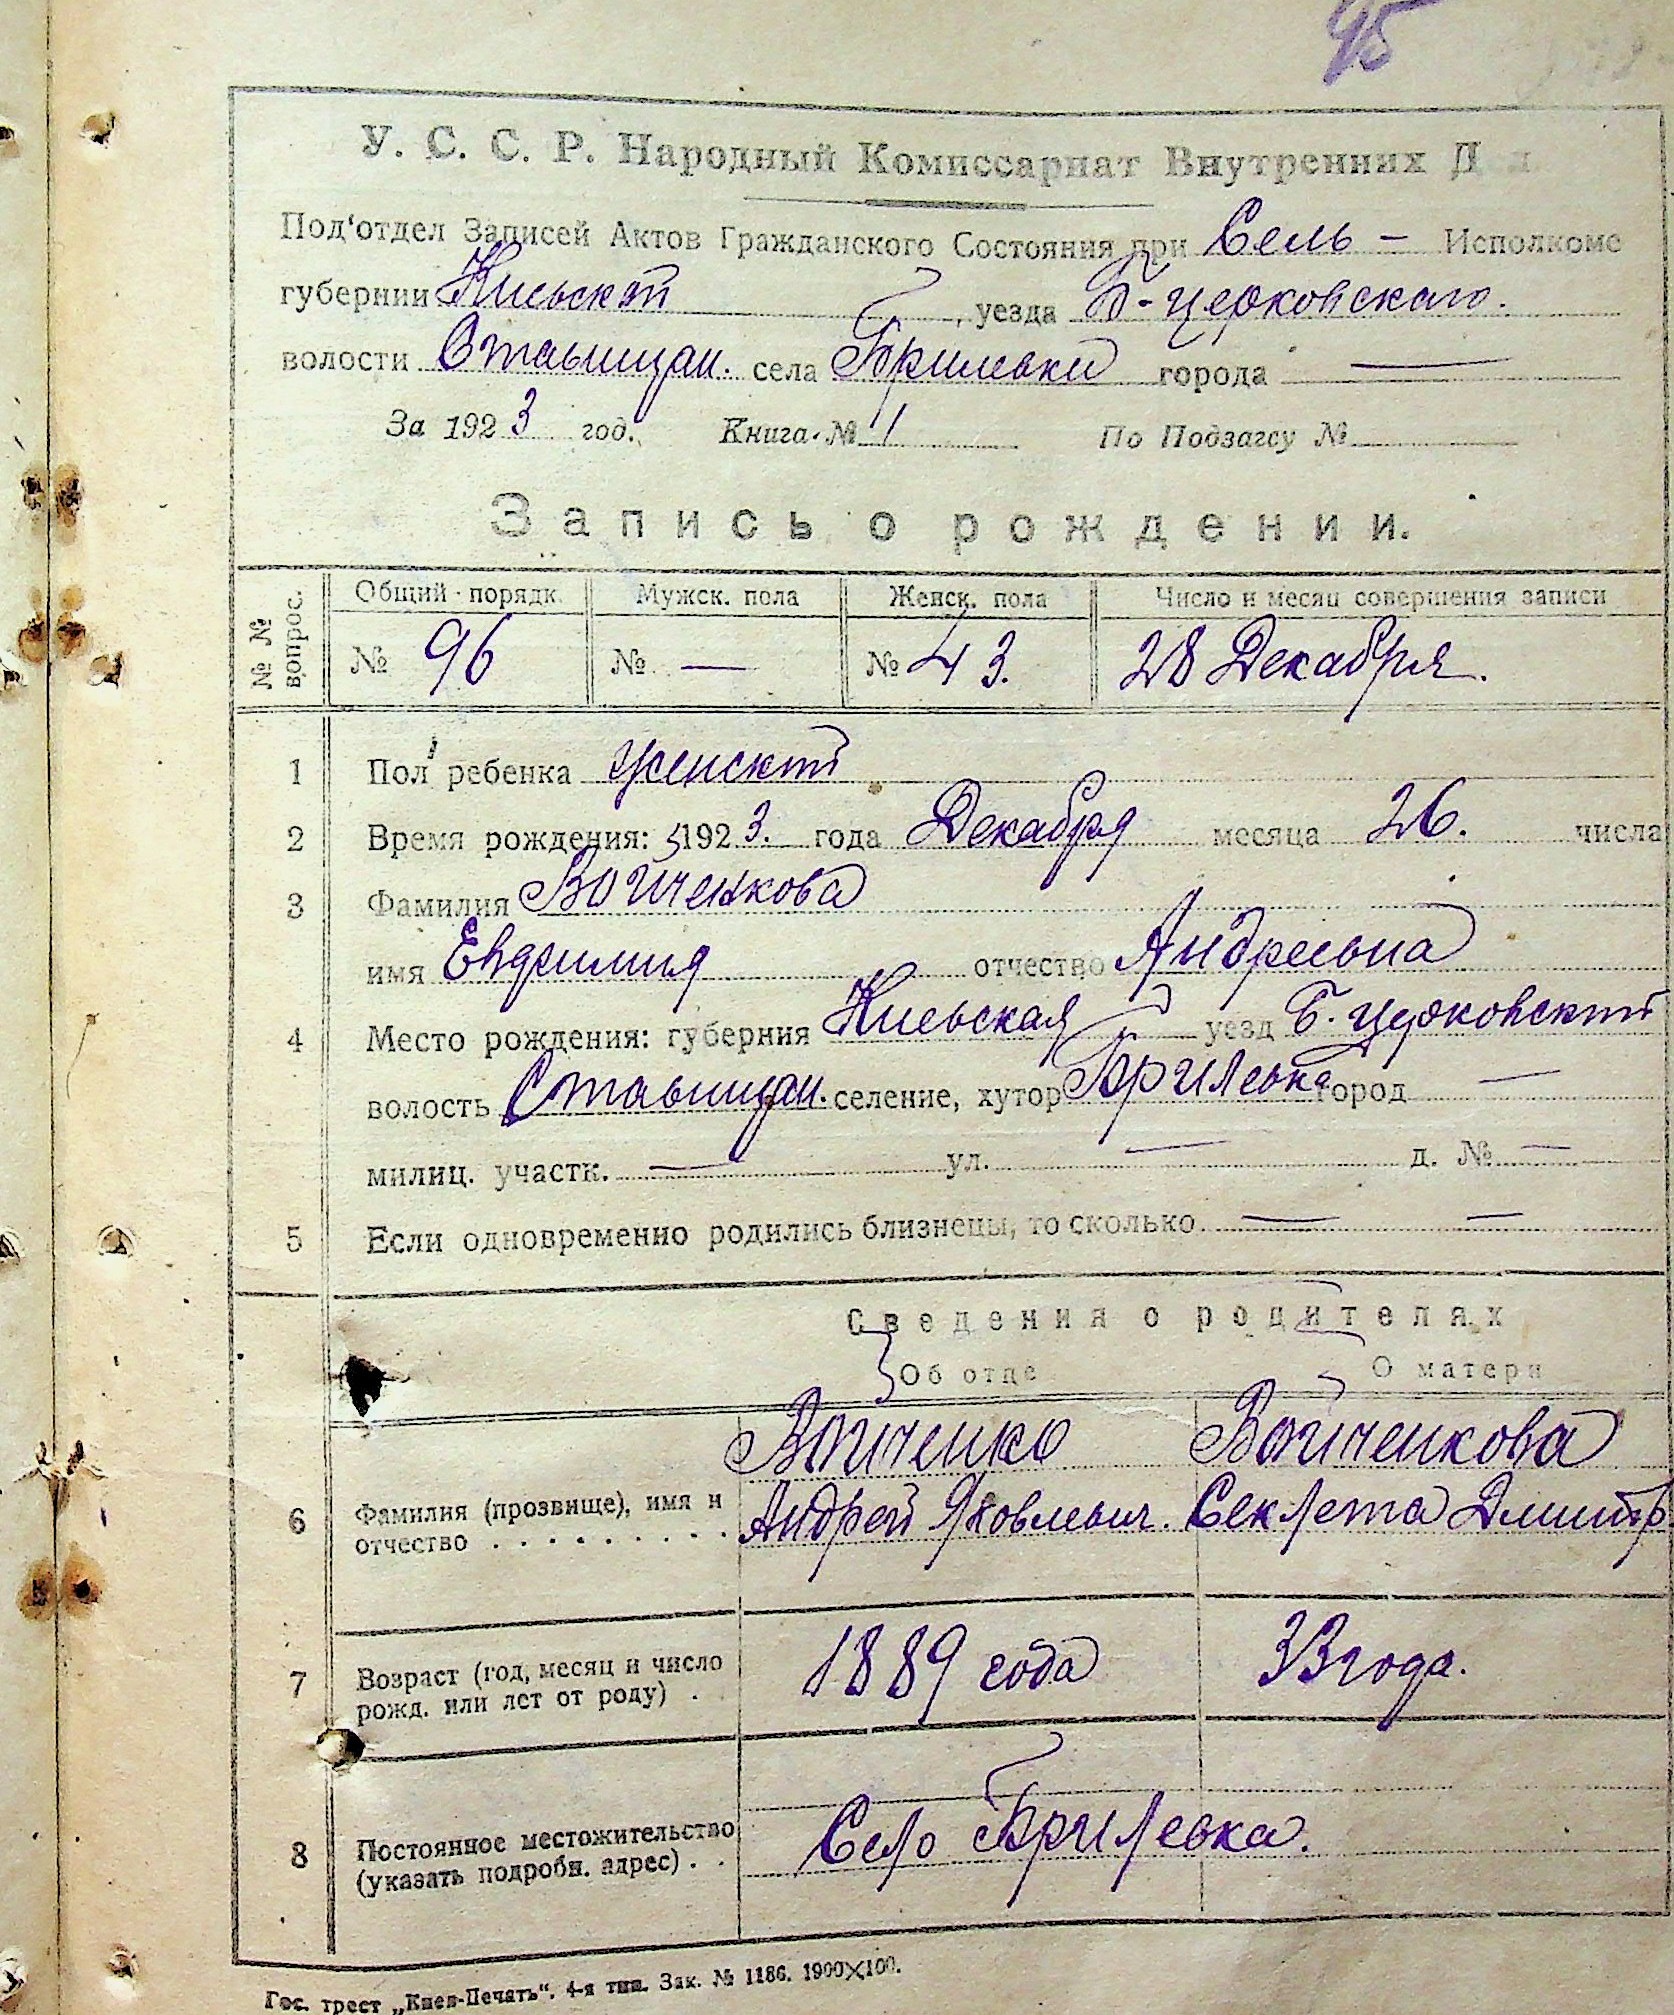 95
У. С. С. Р. Народный Комиссариат Внутренних Д л
Под'отдел Записей Актов Гражданского Состояния при Сель - Исполкоме
губернии Киевской, уезда Б-церковского.
волости Ставищан. села Брилевки города —
За 1923 год. Книга № 1 По Подзагсу №
Запись о рождении.
№ № вопрос. Общий порядк. Мужск. пола Женск. пола Число и месяц совершения записи
№ 96 № — № 43. 28 Декабря.
1 Пол ребенка женский
2 Время рождения: 1923. года Декабря месяца 26. числа
3 Фамилия Войченкова
имя Евдфимия отчество Андреевна
4 Место рождения: губерния Киевская уезд Б. Церковский
волость Ставищан. селение, хутор Брилевка город —
милиц. участк. — ул. — д. № —
5 Если одновременно родились близнецы, то сколько — —
Сведения о родителях
Об отце О матери
Войченко Войченкова
6 Фамилия (прозвище), имя и отчество . . . . . . . . . Андрей Яковлевич. Секлета Дмитр.
7 Возраст (год, месяц и число рожд. или лет от роду) . 1889 года 33 года.
8 Постоянное местожительство (указать подробн. адрес) . . Село Брилевка.
Гос. трест „Киев-Печать“. 4-я тип. Зак. № 1186. 1900×100.